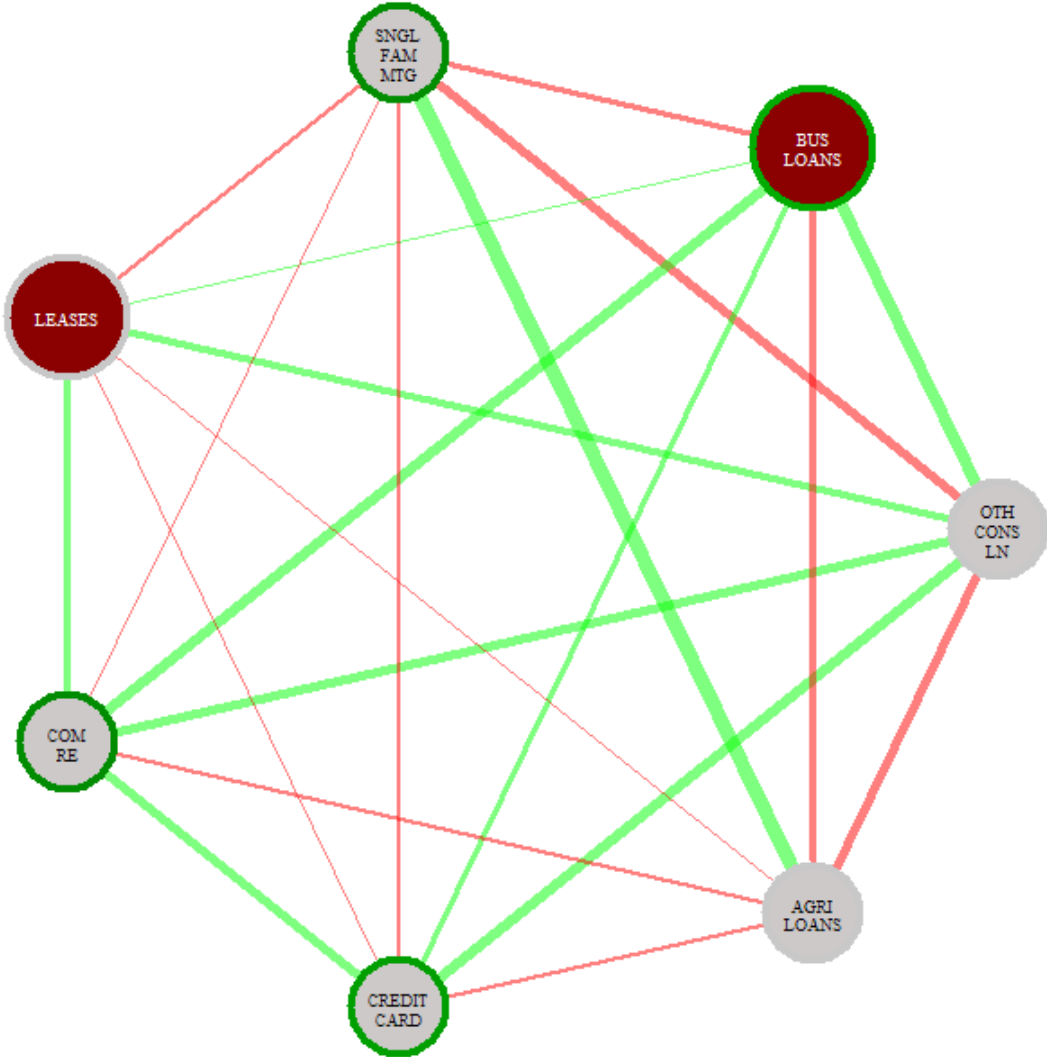 SNGL
FAM
MTG
BUS
LOANS
LEASES
OTH
CONS
LN
COM
RE
AGRI
LOANS
CREDIT
CARD